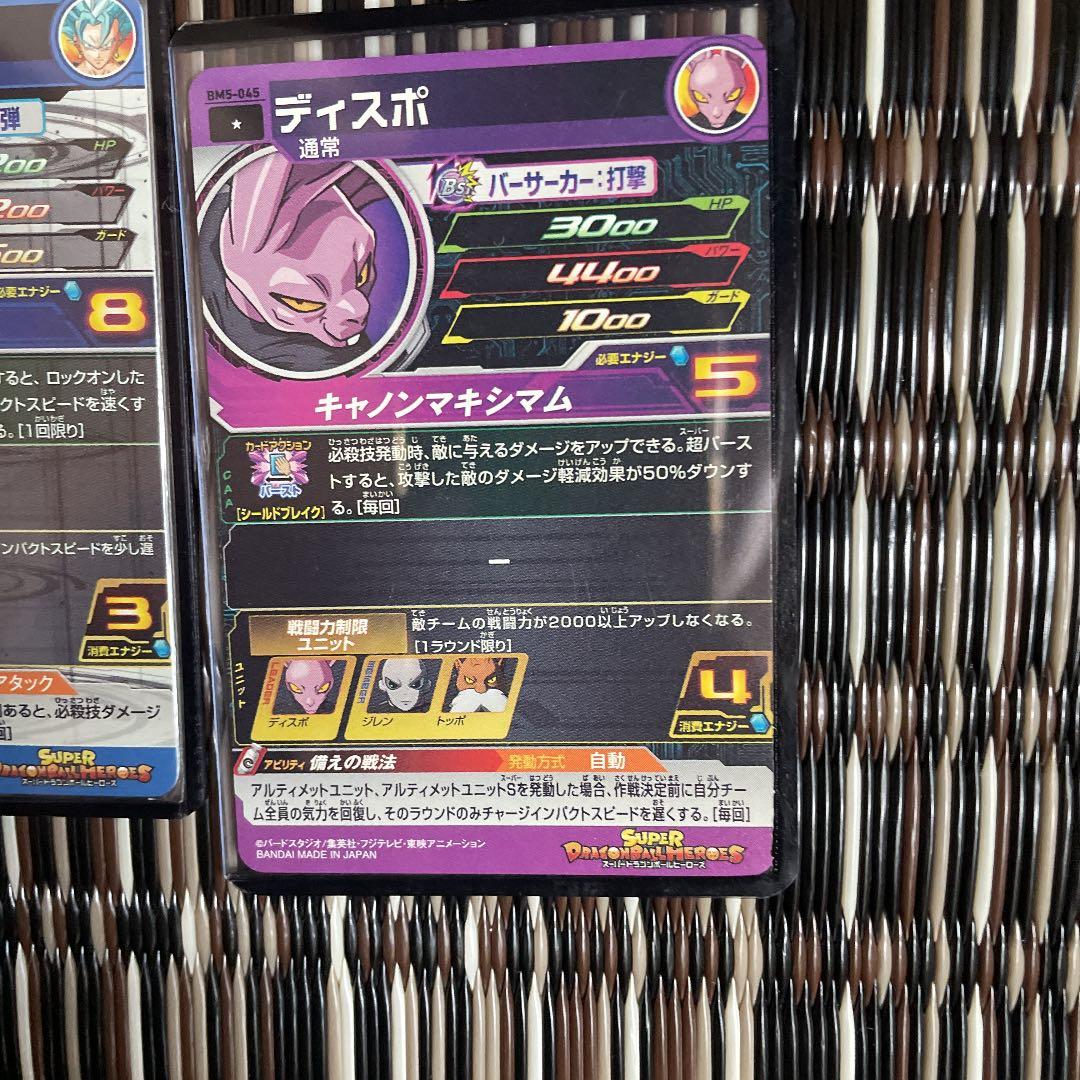 弾
HP
パワー
ガード
必要エナジー
8
すると、ロックオンした
クトスピードを速くす
る。[1回限り]
ンパクトスピードを少し遅
3
消費エナジー
アタック
あると、必殺技ダメージ
SUPER
DRAGONBALL HEROES
スーパードラゴンボールヒーローズ
BM5-045
★
ディスポ
通常
BS
バーサーカー:打撃
HP
3000
パワー
4400
ガード
1000
必要エナジー
5
キャノンマキシマム
カードアクション
バースト
[シールドブレイク]
CAA
必殺技発動時、敵に与えるダメージをアップできる。超バース
トすると、攻撃した敵のダメージ軽減効果が50%ダウンす
る。[毎回]
ー
ユニット
戦闘力制限
ユニット
敵チームの戦闘力が2000以上アップしなくなる。
[1ラウンド限り]
LEADER
ディスポ
MEMBER
ジレン
トッポ
4
消費エナジー
アビリティ 備えの戦法 発動方式 自動
アルティメットユニット、アルティメットユニットSを発動した場合、作戦決定前に自分チー
ム全員の気力を回復し、そのラウンドのみチャージインパクトスピードを遅くする。[毎回]
©バードスタジオ/集英社・フジテレビ・東映アニメーション
BANDAI MADE IN JAPAN
SUPER
DRAGONBALL HEROES
スーパードラゴンボールヒーローズ